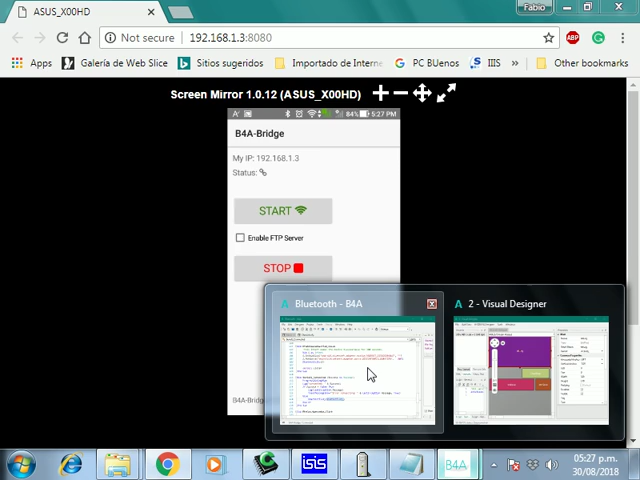 ASUS_X00HD
Fabio
Not secure
192.168.1.3:8080
ABP
Apps
Galería de Web Slice
Sitios sugeridos
Importado de Interne
PC BUenos
IIIS
»
Other bookmarks
Screen Mirror 1.0.12 (ASUS_X00HD)
84% 5:27 PM
B4A-Bridge
My IP: 192.168.1.3
Status:
START
Enable FTP Server
STOP
Bluetooth - B4A
2 - Visual Designer
B4A-Bridge
isis
B4A
05:27 p.m.
30/08/2018